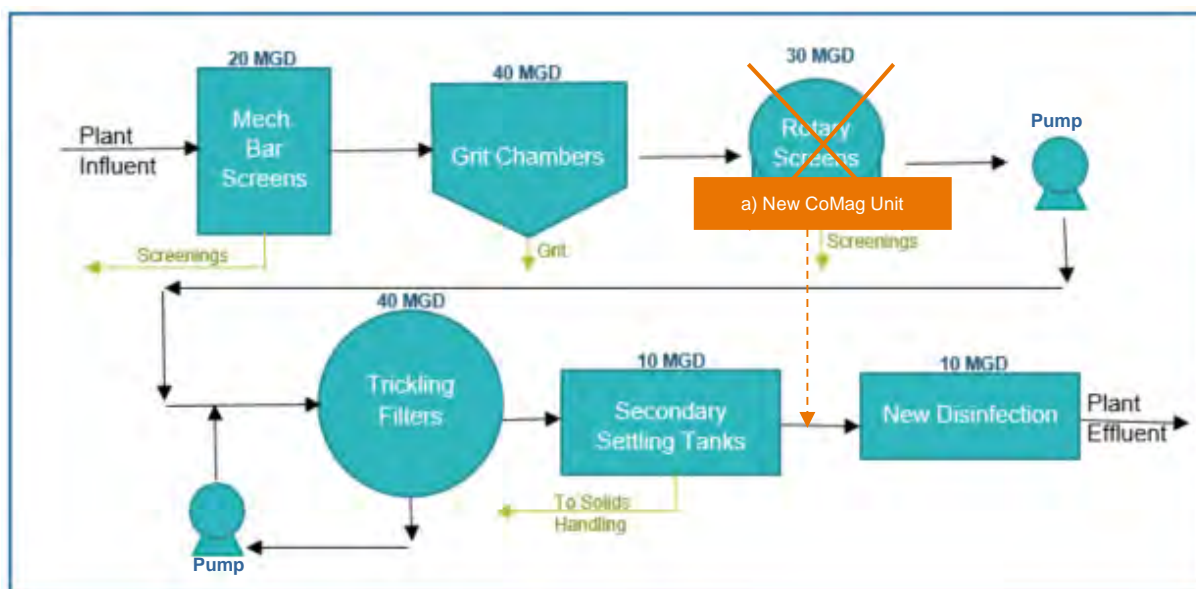 20 MGD
40 MGD
30 MGD
Plant
Influent
Mech.
Bar
Screens
Grit Chambers
Rotary
Screens
Pump
a) New CoMag Unit
Screenings
Grit
Screenings
40 MGD
10 MGD
10 MGD
Trickling
Filters
Secondary
Settling Tanks
New Disinfection
Plant
Effluent
To Solids
Handling
Pump